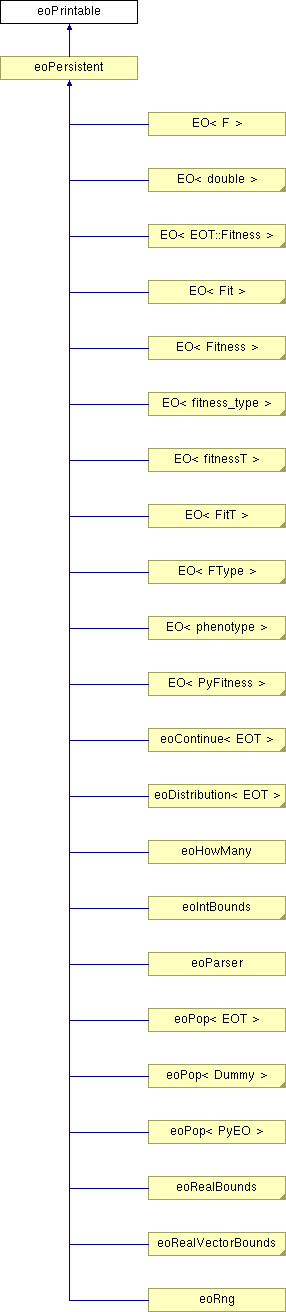 eoPrintable
eoPersistent
EO< F >
EO< double >
EO< EOT::Fitness >
EO< Fit >
EO< Fitness >
EO< fitness_type >
EO< fitnessT >
EO< FitT >
EO< FType >
EO< phenotype >
EO< PyFitness >
eoContinue< EOT >
eoDistribution< EOT >
eoHowMany
eoIntBounds
eoParser
eoPop< EOT >
eoPop< Dummy >
eoPop< PyEO >
eoRealBounds
eoRealVectorBounds
eoRng